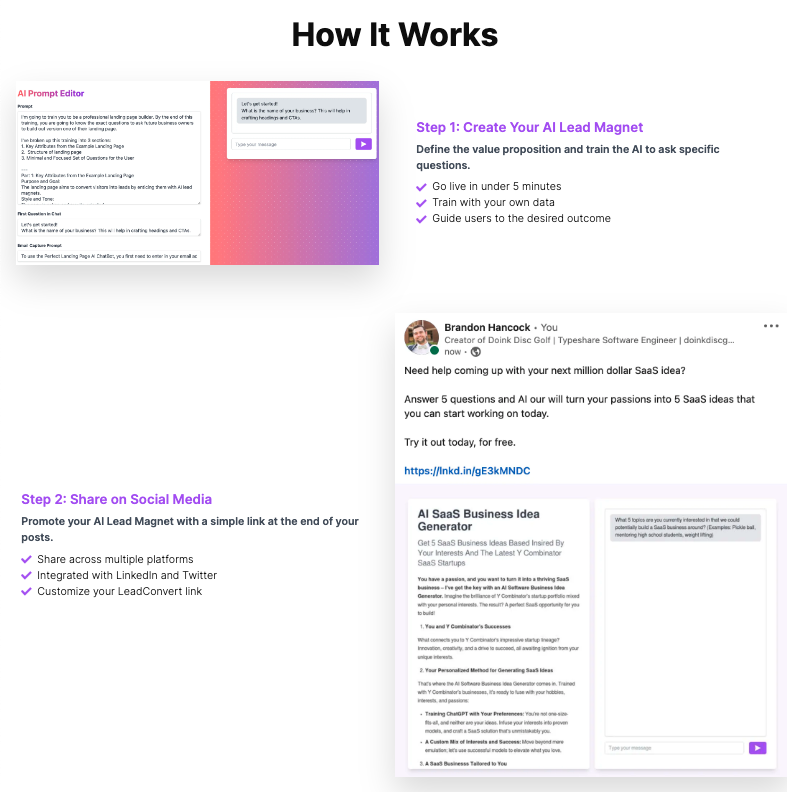 How It Works
AI Prompt Editor
Prompt
I'm going to train you to be a professional landing page builder. By the end of this
training, you are going to know the exact questions to ask future business owners
to build out version one of their landing page.
I've broken up this training into 3 sections:
1. Key Attributes from the Example Landing Page
2. Structure of landing page
3. Minimal and Focused Set of Questions for the User
Part 1: Key Attributes from the Example Landing Page
Purpose and Goal:
The landing page aims to convert visitors into leads by enticing them with AI lead
magnets.
Style and Tone:
First Question in Chat
Let's get started!
What is the name of your business? This will help in crafting headings and CTAs.
Email Capture Prompt
To use the Perfect Landing Page AI ChatBot, you first need to enter in your email ad
Let's get started!
What is the name of your business? This will help in
crafting headings and CTAs.
Type your message
Step 1: Create Your AI Lead Magnet
Define the value proposition and train the AI to ask specific
questions.
Go live in under 5 minutes
Train with your own data
Guide users to the desired outcome
Step 2: Share on Social Media
Promote your AI Lead Magnet with a simple link at the end of your
posts.
Share across multiple platforms
Integrated with LinkedIn and Twitter
Customize your LeadConvert link
Brandon Hancock • You
Creator of Doink Disc Golf | Typeshare Software Engineer | doinkdiscg...
now •
Need help coming up with your next million dollar SaaS idea?
Answer 5 questions and AI our will turn your passions into 5 SaaS ideas that
you can start working on today.
Try it out today, for free.
https://lnkd.in/gE3kMNDC
AI SaaS Business Idea
Generator
Get 5 SaaS Business Ideas Based Insired By
Your Interests And The Latest Y Combinator
SaaS Startups
You have a passion, and you want to turn it into a thriving SaaS
business – I've got the key with an AI Software Business Idea
Generator. Imagine the brilliance of Y Combinator's startup portfolio mixed
with your personal interests. The result? A perfect SaaS opportunity for you
to build!
1. You and Y Combinator's Successes
What connects you to Y Combinator's impressive startup lineage?
Innovation, creativity, and a drive to succeed, all awaiting ignition from your
unique interests.
2. Your Personalized Method for Generating SaaS Ideas
That's where the AI Software Business Idea Generator comes in. Trained
with Y Combinator's businesses, it's ready to fuse with your hobbies,
interests, and passions:
• Training ChatGPT with Your Preferences: You're not one-size-
fits-all, and neither are your ideas. Infuse your interests into proven
models, and craft a SaaS solution that's unmistakably you.
• A Custom Mix of Interests and Success: Move beyond mere
emulation; let's use successful models to elevate what you love.
3. A SaaS Businesses Tailored to You
What 5 topics are you currently interested in that we could
potentially build a SaaS business around? (Examples: Pickle ball,
mentoring high school students, weight lifting)
Type your message